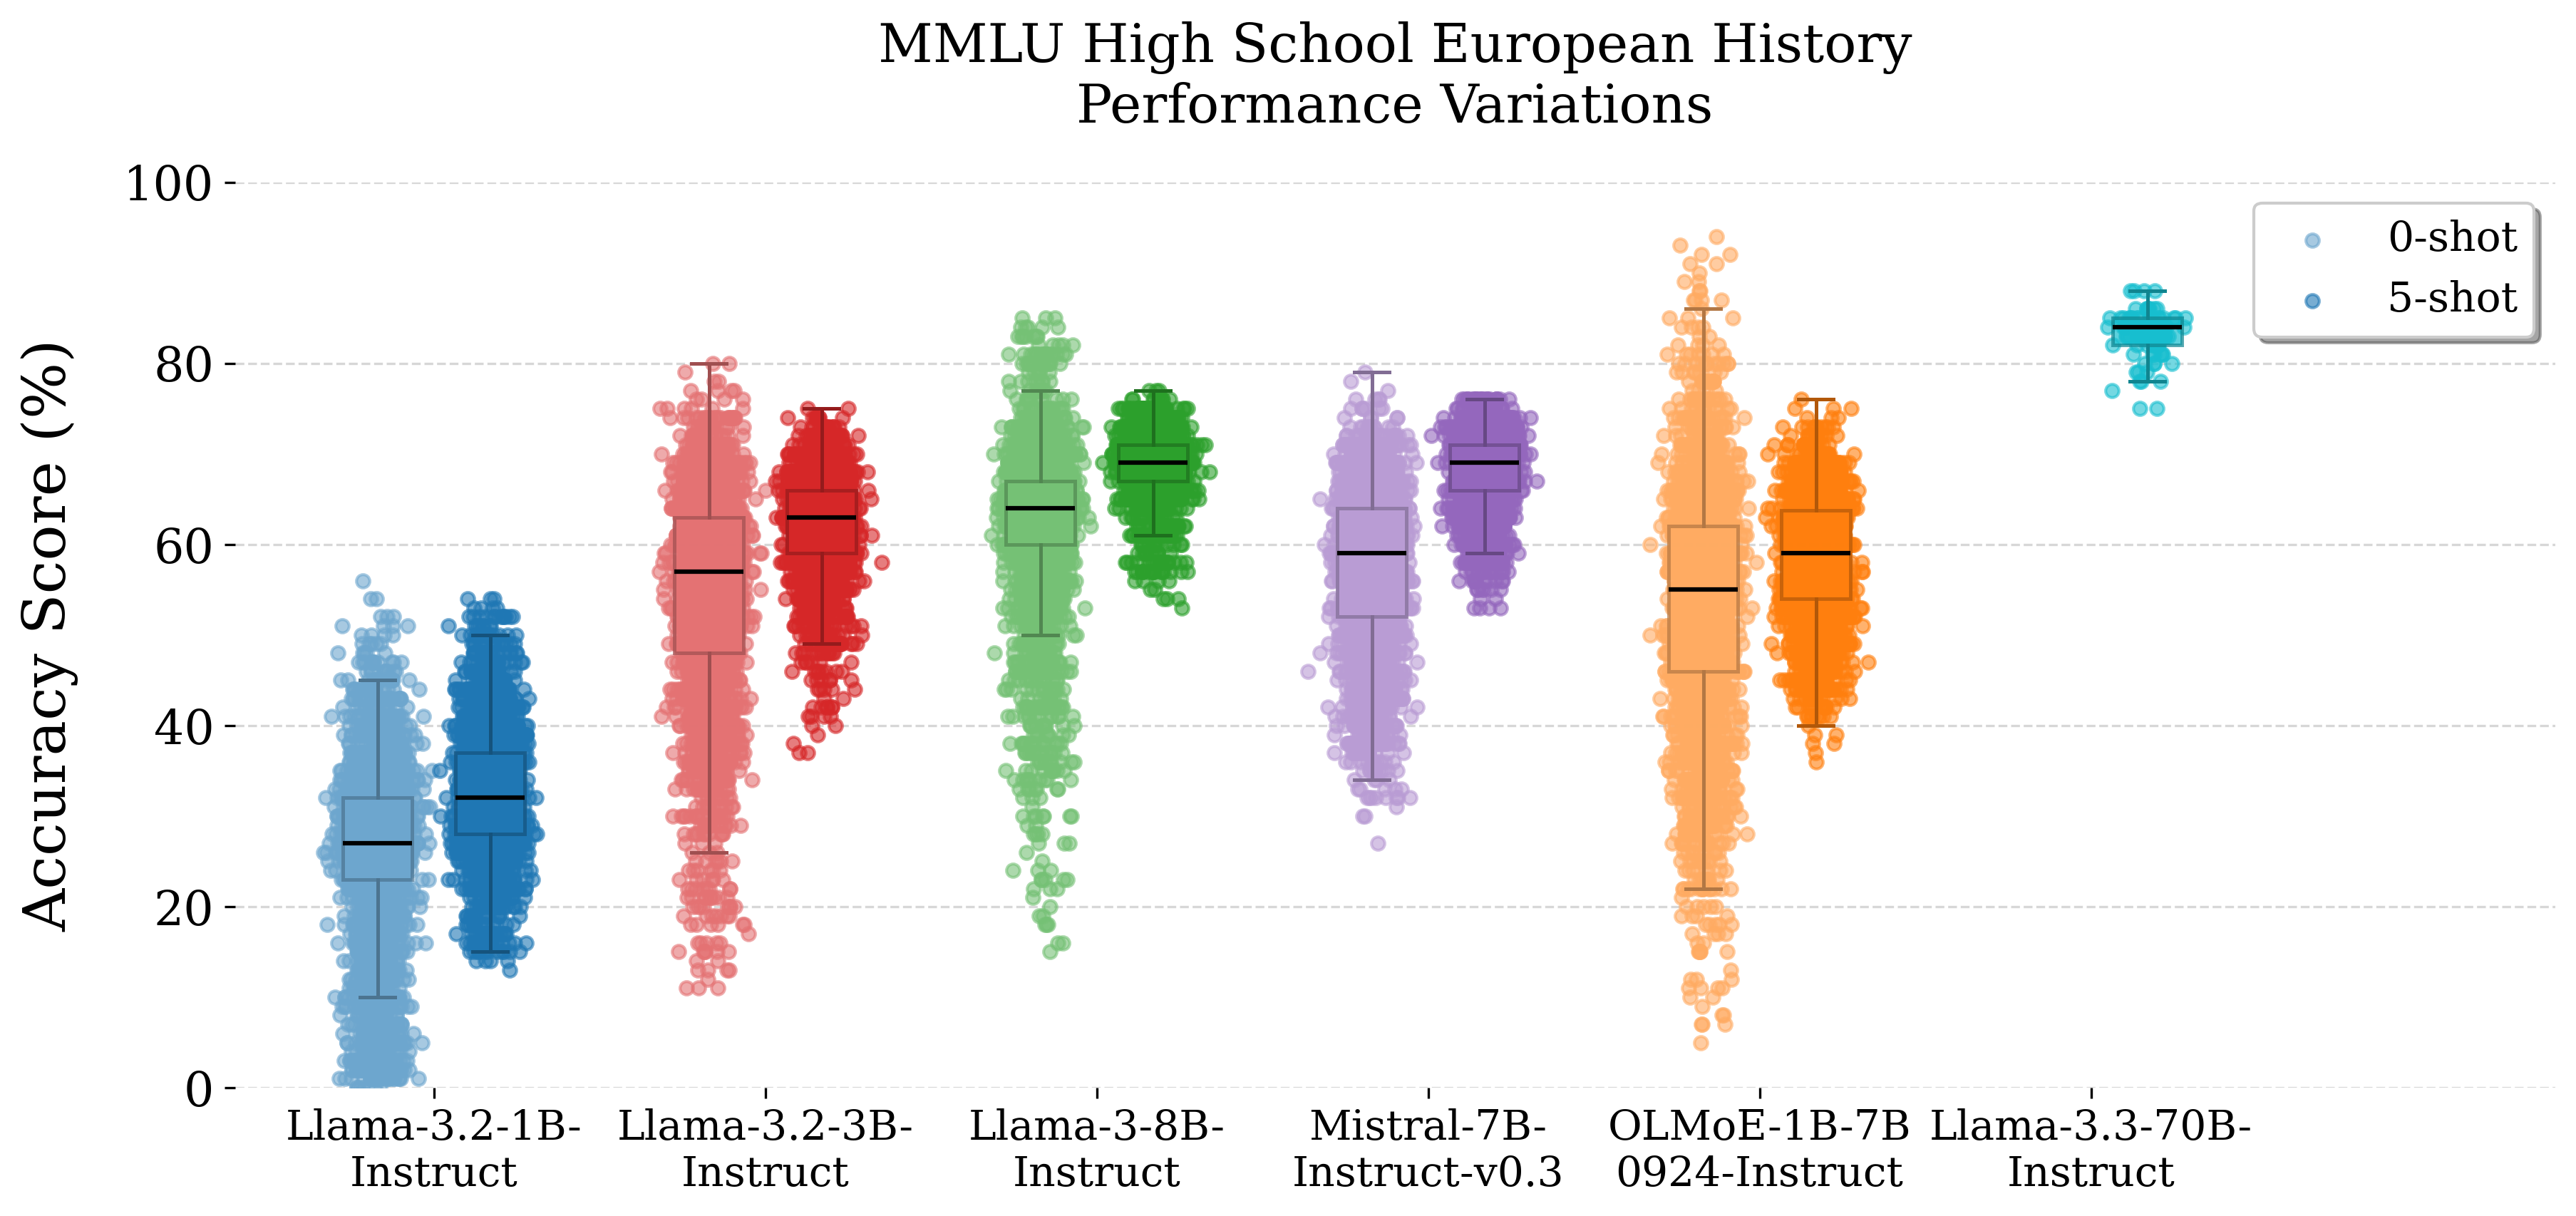 MMLU High School European History
Performance Variations
Accuracy Score (%)
100
80
60
40
20
0
0-shot
5-shot
Llama-3.2-1B-
Instruct
Llama-3.2-3B-
Instruct
Llama-3-8B-
Instruct
Mistral-7B-
Instruct-v0.3
OLMoE-1B-7B
0924-Instruct
Llama-3.3-70B-
Instruct